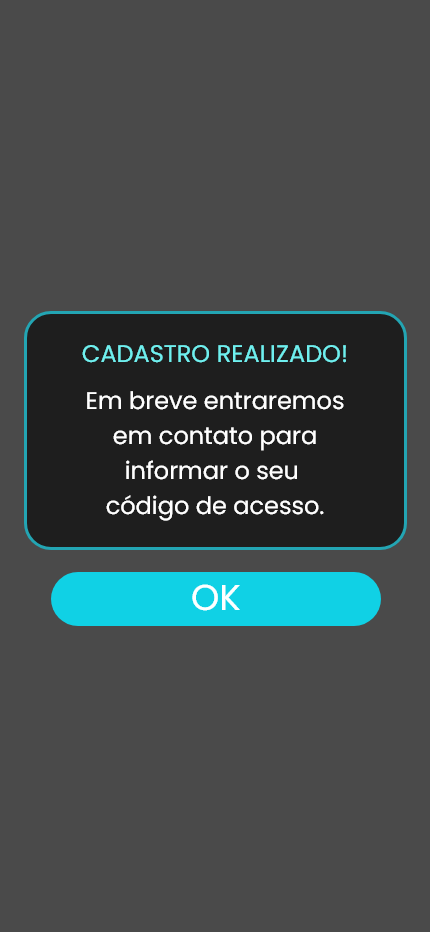 CADASTRO REALIZADO!
Em breve entraremos
em contato para
informar o seu
código de acesso.
OK